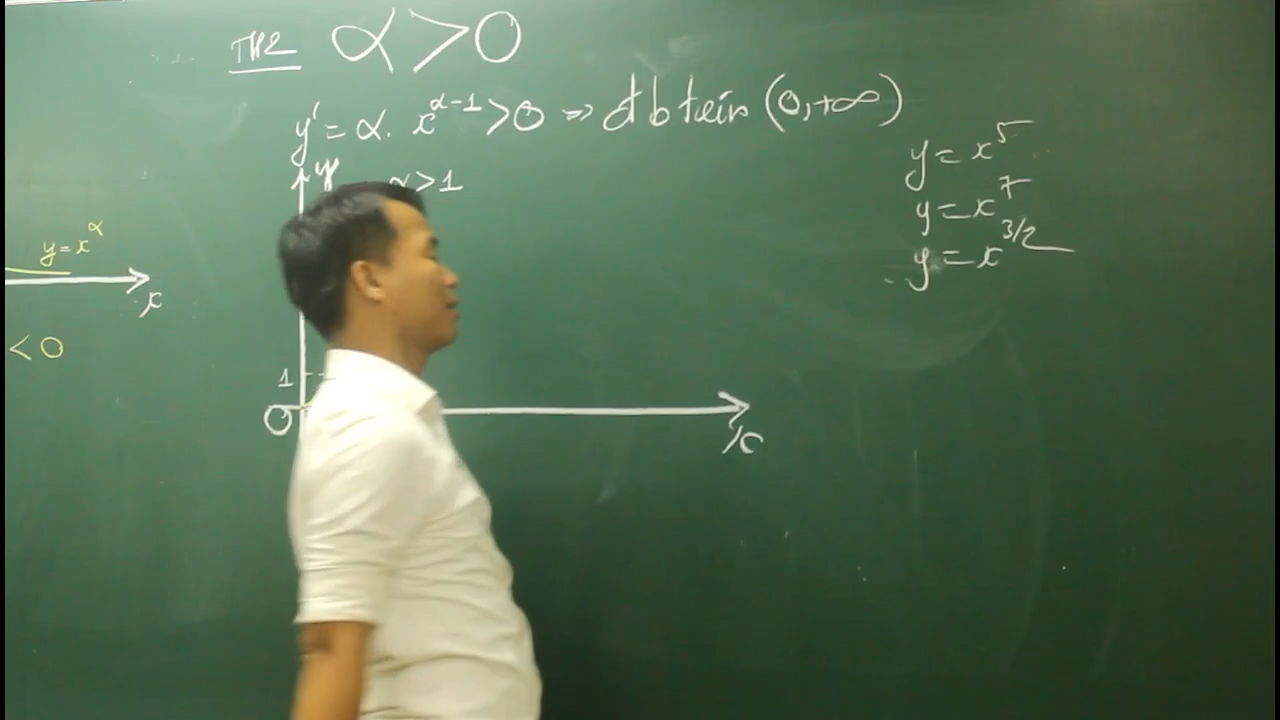 TH2 α > 0
y' = α. x^{α-1} > 0 => đb trên (0, +∞)
y
α > 1
1
O
x
y = x^5
y = x^7
y = x^{3/2}
y = x^α
x
< 0